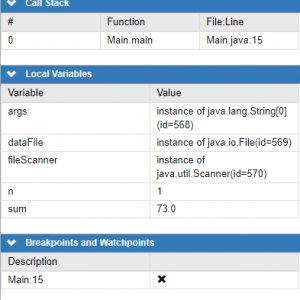 Call Stack
# Function File:Line
0 Main.main Main.java:15
Local Variables
Variable Value
args instance of java.lang.String[0]
(id=568)
dataFile instance of java.io.File(id=569)
fileScanner instance of
java.util.Scanner(id=570)
n 1
sum 73.0
Breakpoints and Watchpoints
Description
Main:15 ✖